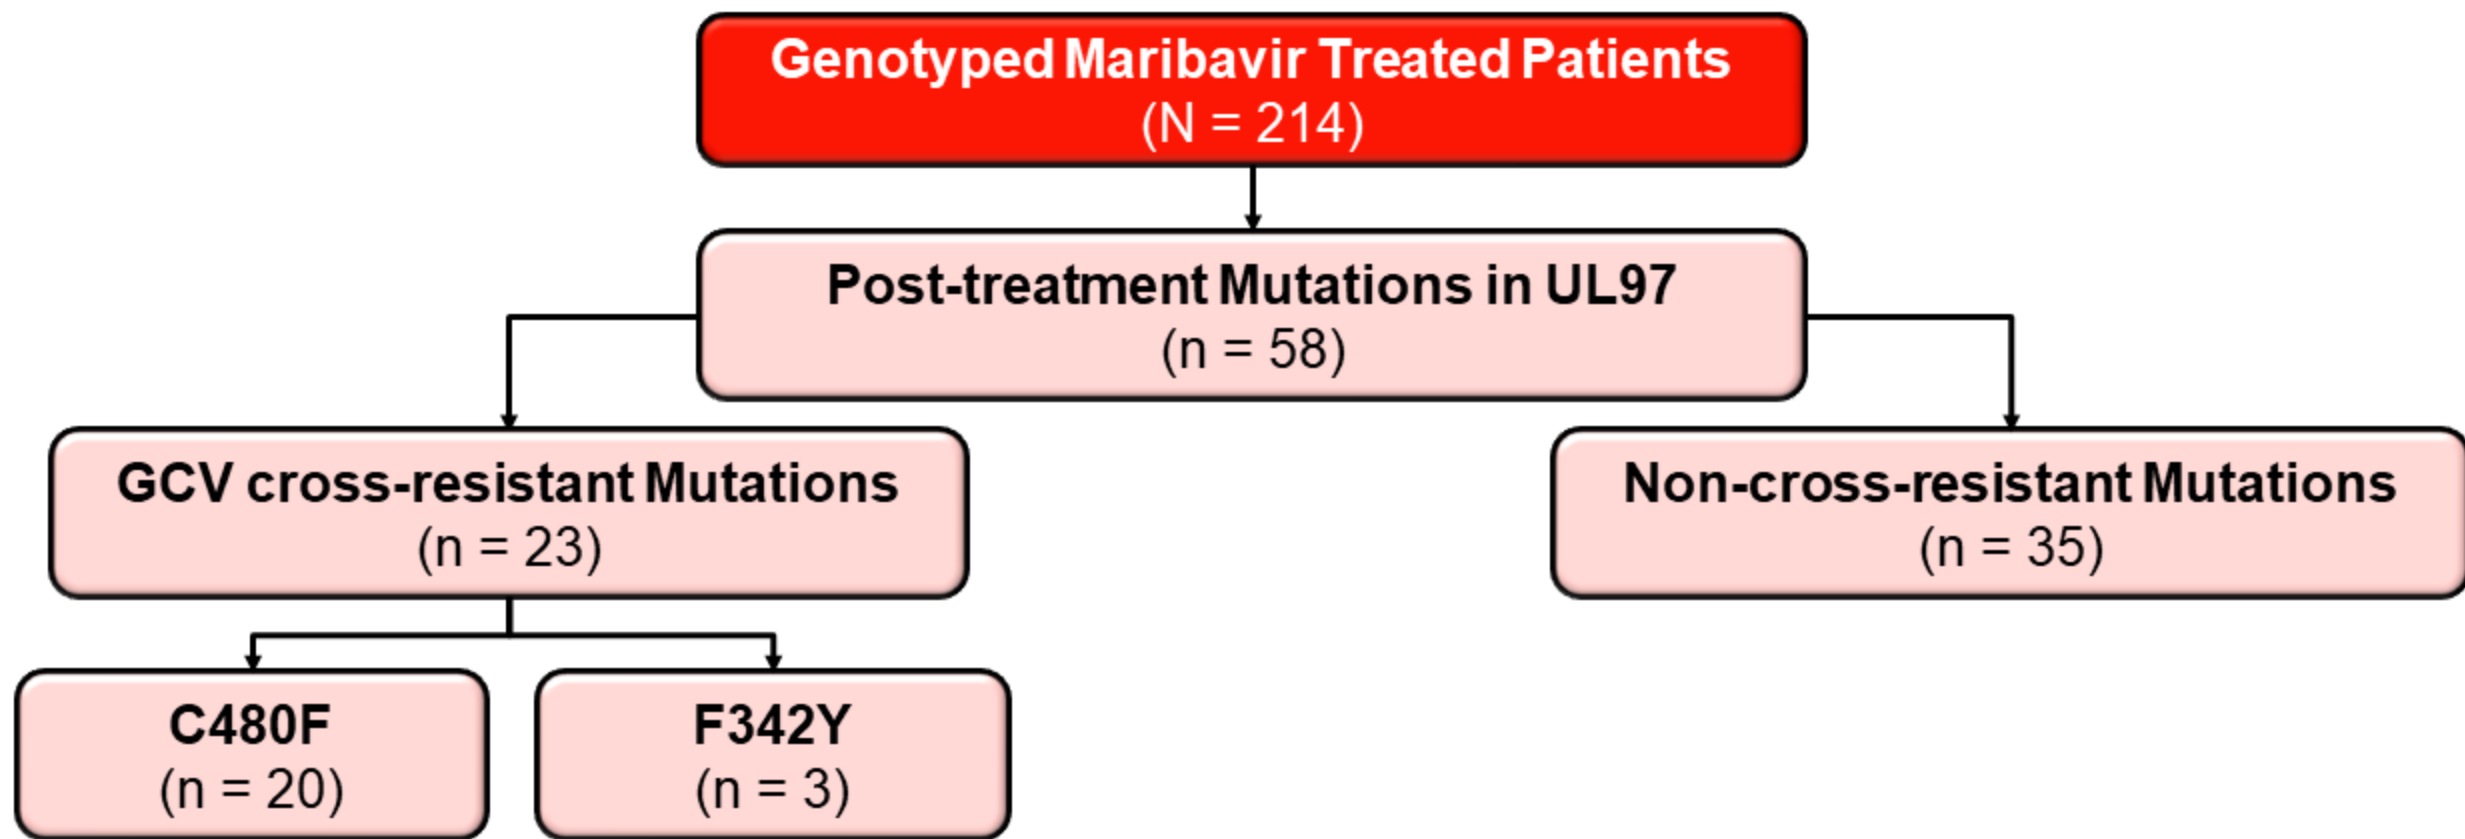 Genotyped Maribavir Treated Patients
(N = 214)
Post-treatment Mutations in UL97
(n = 58)
GCV cross-resistant Mutations
(n = 23)
Non-cross-resistant Mutations
(n = 35)
C480F
(n = 20)
F342Y
(n = 3)